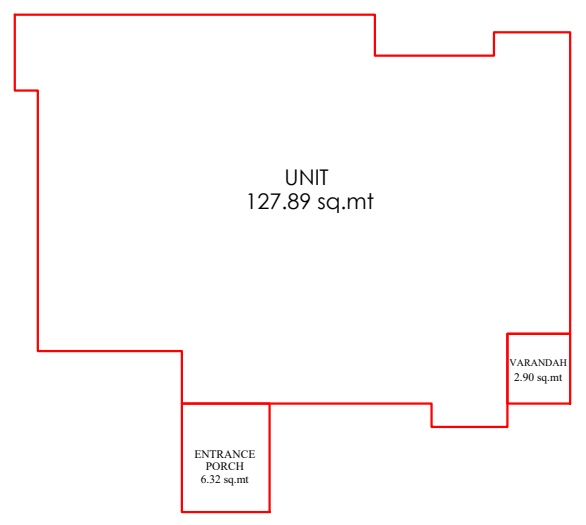 UNIT
127.89 sq.mt
VARANDAH
2.90 sq.mt
ENTRANCE
PORCH
6.32 sq.mt